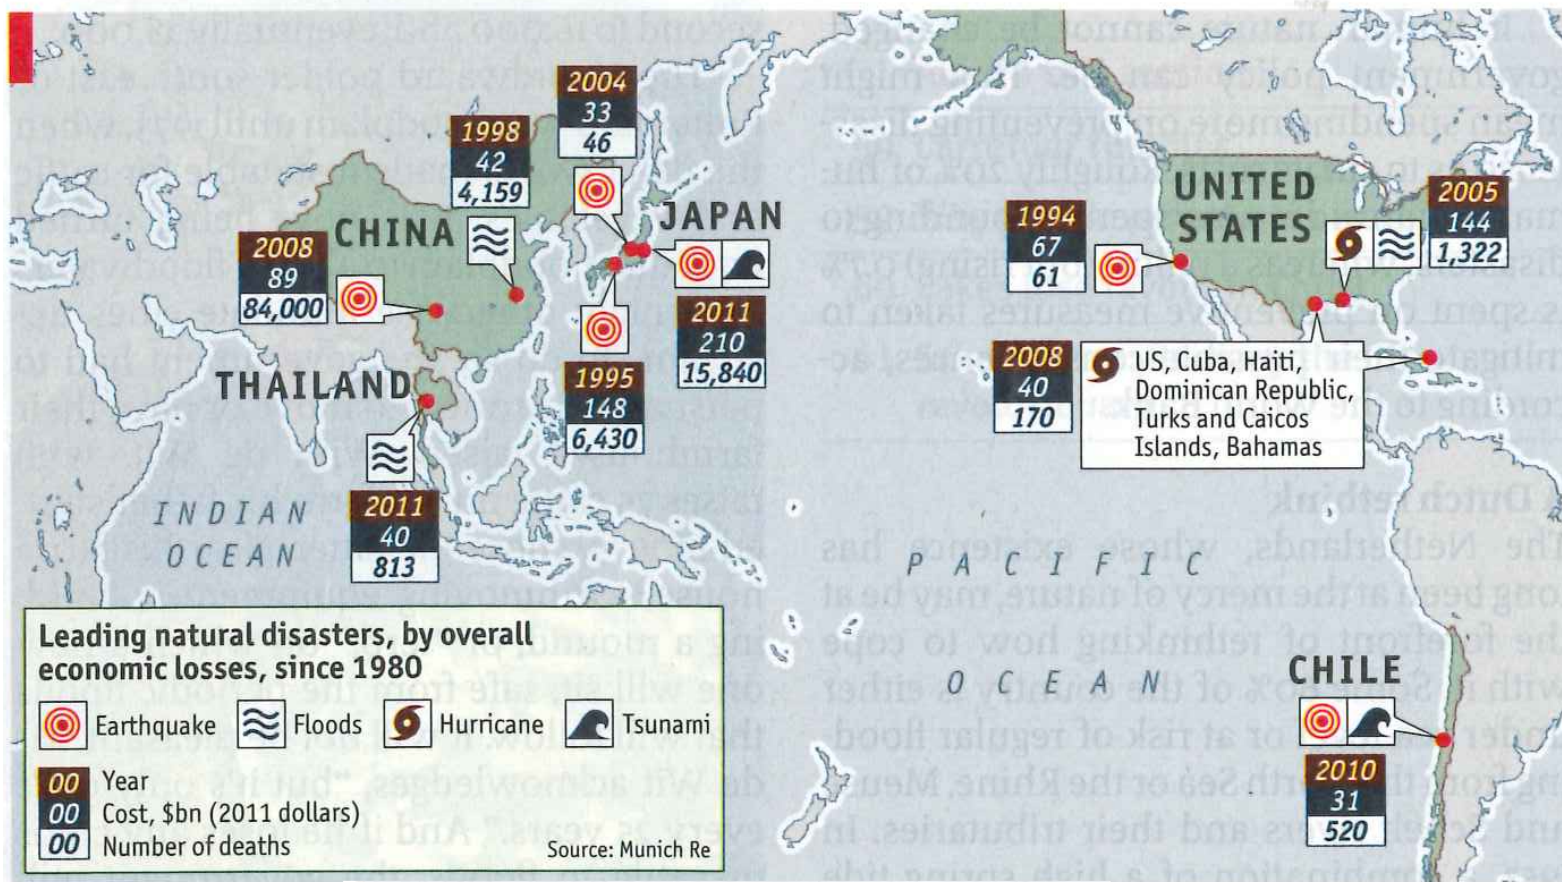 2004
33
46
1998
42
4,159
CHINA
JAPAN
2008
89
84,000
2011
210
15,840
1995
148
6,430
THAILAND
2011
40
813
INDIAN
OCEAN
UNITED
STATES
2005
144
1,322
1994
67
61
2008
40
170
US, Cuba, Haiti,
Dominican Republic,
Turks and Caicos
Islands, Bahamas
PACIFIC
OCEAN
CHILE
2010
31
520
Leading natural disasters, by overall
economic losses, since 1980
Earthquake Floods Hurricane Tsunami
00 Year
00 Cost, $bn (2011 dollars)
00 Number of deaths
Source: Munich Re